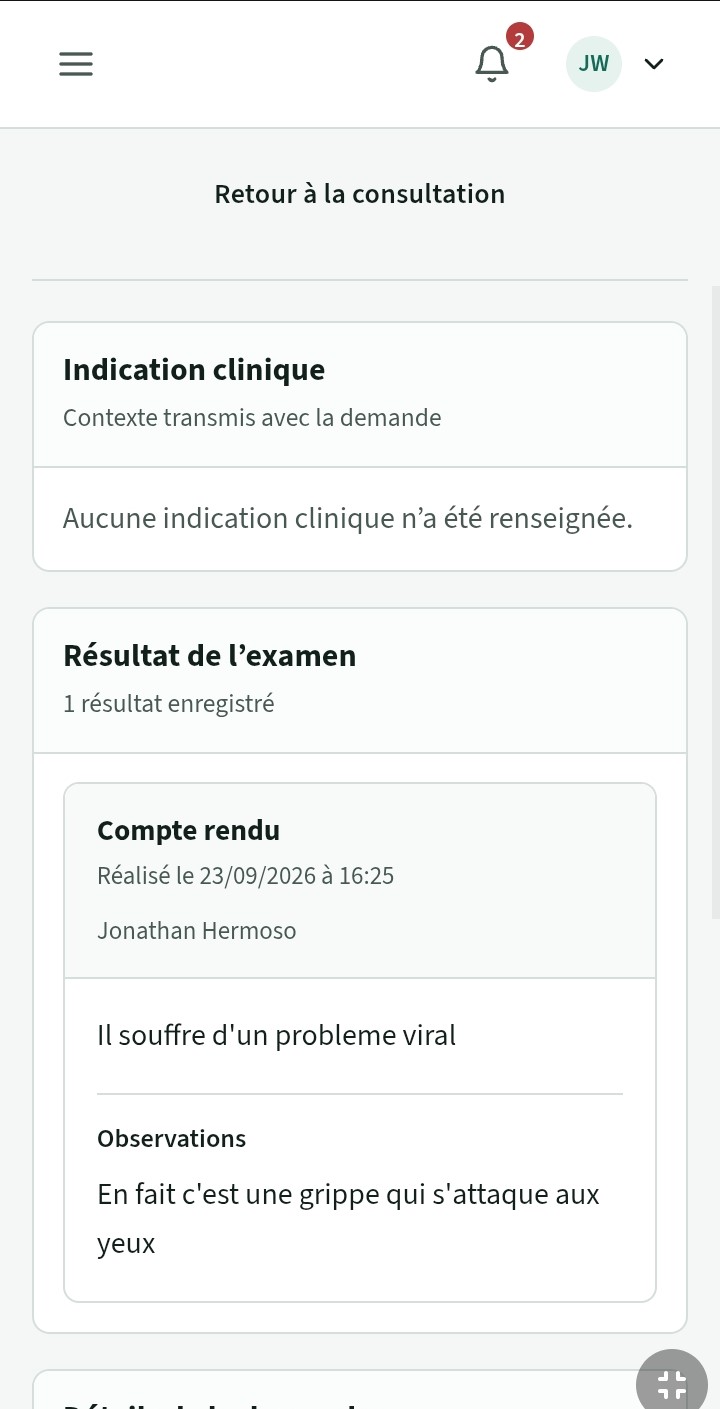 2
JW
Retour à la consultation
Indication clinique
Contexte transmis avec la demande
Aucune indication clinique n’a été renseignée.
Résultat de l’examen
1 résultat enregistré
Compte rendu
Réalisé le 23/09/2026 à 16:25
Jonathan Hermoso
Il souffre d'un probleme viral
Observations
En fait c'est une grippe qui s'attaque aux
yeux